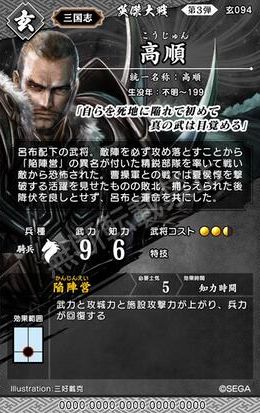 玄 三国志 英傑大戦 第3弾 玄094
こうじゅん
高順
統一名称：高順
生没年：不明～199
「自らを死地に陥れて初めて
真の武は目覚める」
呂布配下の武将。敵陣を必ず攻め落とすことから
「陥陣営」の異名が付いた精鋭部隊を率いて戦い
敵から恐怖された。曹操軍との戦では夏侯惇を撃
破する活躍を見せたものの敗北。捕らえられた後
降伏を良しとせず、呂布と運命を共にした。
兵種 武力 知力 武将コスト
騎兵 9 6 特技
かんじんえい 必要士気 効果時間
陥陣営 5 知力時間
効果範囲
武力と攻城力と施設攻撃力が上がり、兵力
が回復する
Illustration:三好載克 ©SEGA
0000-0000-0000-0000-0000